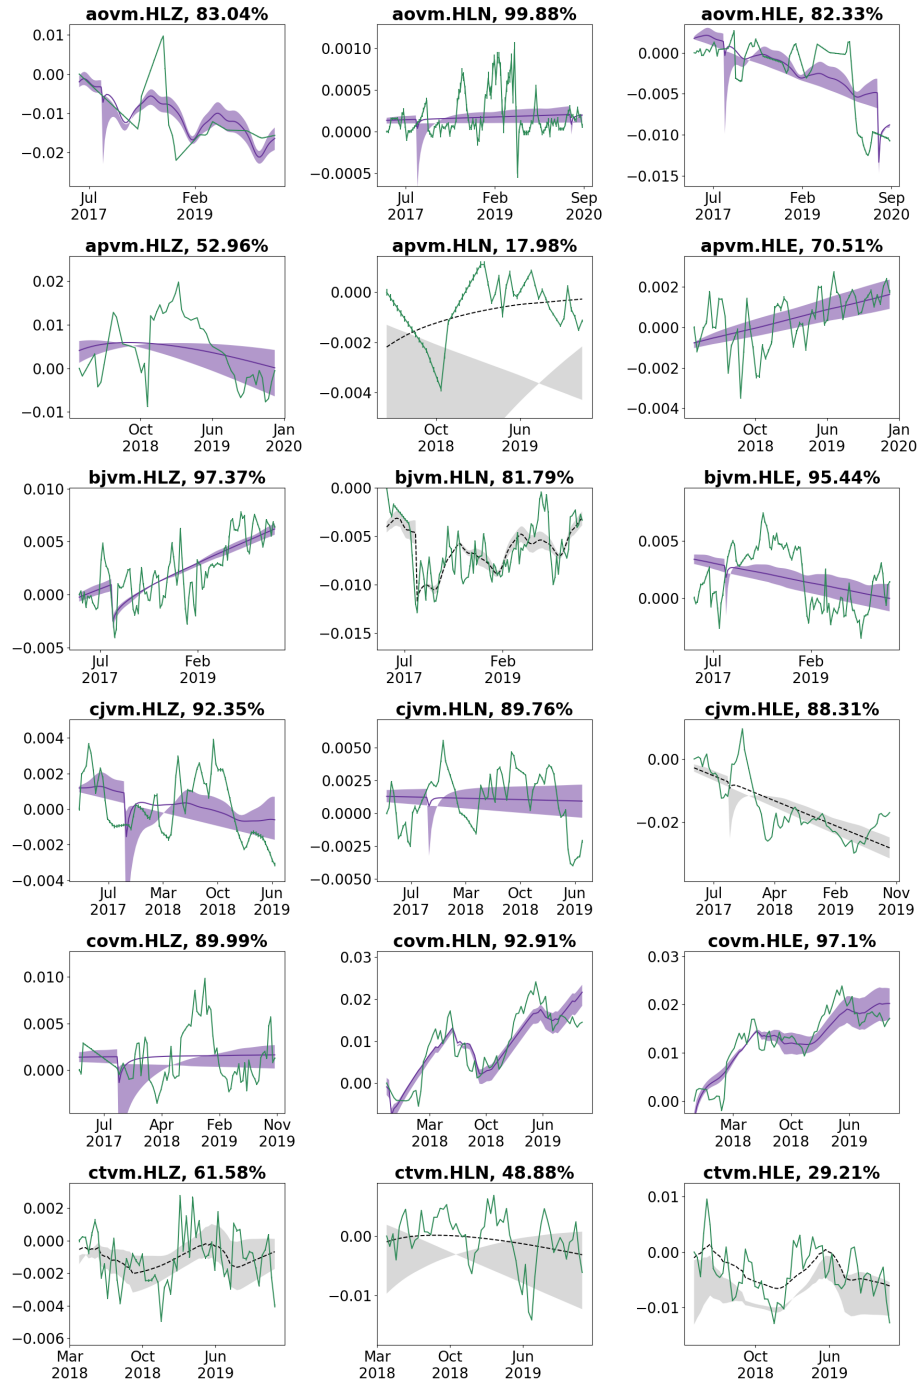 aovm.HLZ, 83.04%
0.01
0.00
−0.01
−0.02
Jul
2017
Feb
2019
aovm.HLN, 99.88%
0.0010
0.0005
0.0000
−0.0005
Jul
2017
Feb
2019
Sep
2020
aovm.HLE, 82.33%
0.000
−0.005
−0.010
−0.015
Jul
2017
Feb
2019
Sep
2020
apvm.HLZ, 52.96%
0.02
0.01
0.00
−0.01
Oct
2018
Jun
2019
Jan
2020
apvm.HLN, 17.98%
0.000
−0.002
−0.004
Oct
2018
Jun
2019
apvm.HLE, 70.51%
0.002
0.000
−0.002
−0.004
Oct
2018
Jun
2019
Jan
2020
bjvm.HLZ, 97.37%
0.010
0.005
0.000
−0.005
Jul
2017
Feb
2019
bjvm.HLN, 81.79%
0.000
−0.005
−0.010
−0.015
Jul
2017
Feb
2019
bjvm.HLE, 95.44%
0.005
0.000
Jul
2017
Feb
2019
cjvm.HLZ, 92.35%
0.004
0.002
0.000
−0.002
−0.004
Jul
2017
Mar
2018
Oct
2018
Jun
2019
cjvm.HLN, 89.76%
0.0050
0.0025
0.0000
−0.0025
−0.0050
Jul
2017
Mar
2018
Oct
2018
Jun
2019
cjvm.HLE, 88.31%
0.00
−0.02
Jul
2017
Apr
2018
Feb
2019
Nov
2019
covm.HLZ, 89.99%
0.010
0.005
0.000
Jul
2017
Apr
2018
Feb
2019
Nov
2019
covm.HLN, 92.91%
0.03
0.02
0.01
0.00
Mar
2018
Oct
2018
Jun
2019
covm.HLE, 97.1%
0.03
0.02
0.01
0.00
Mar
2018
Oct
2018
Jun
2019
ctvm.HLZ, 61.58%
0.002
0.000
−0.002
−0.004
−0.006
Mar
2018
Oct
2018
Jun
2019
ctvm.HLN, 48.88%
0.00
−0.01
Mar
2018
Oct
2018
Jun
2019
ctvm.HLE, 29.21%
0.01
0.00
−0.01
Oct
2018
Jun
2019